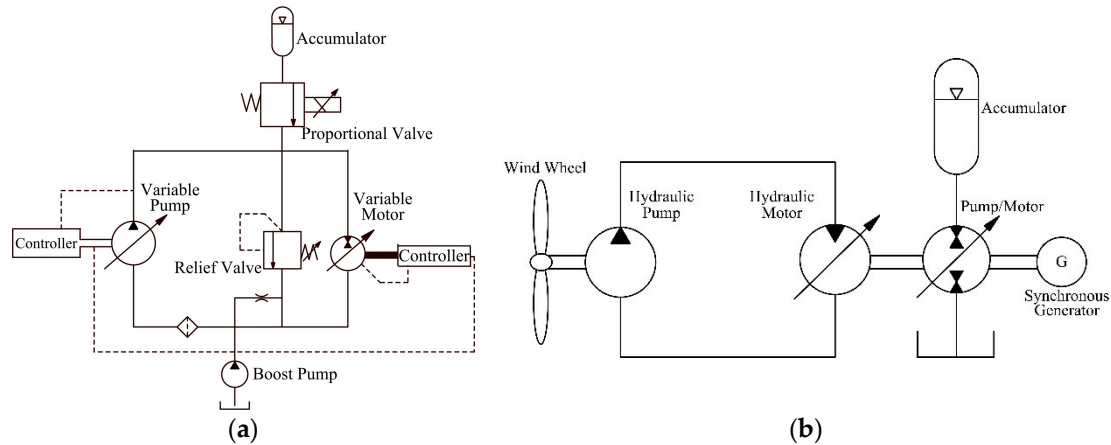 Accumulator
Proportional Valve
Variable
Pump
Variable
Motor
Controller
Relief Valve
Controller
Boost Pump
(a)
Accumulator
Wind Wheel
Hydraulic
Pump
Hydraulic
Motor
Pump/Motor
G
Synchronous
Generator
(b)